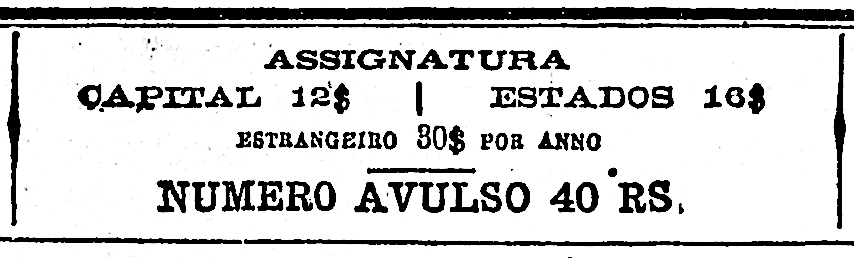 ASSIGNATURA
CAPITAL 12$ | ESTADOS 16$
ESTRANGEIRO 30$ POR ANNO
NUMERO AVULSO 40 RS.